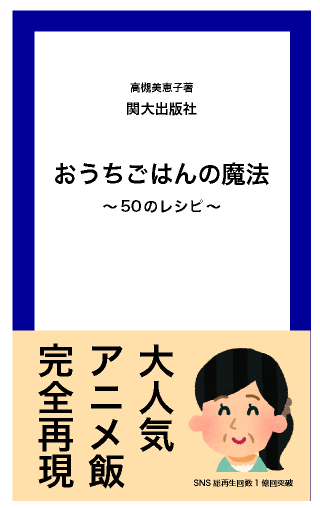 高槻美恵子著
関大出版社
おうちごはんの魔法
～50のレシピ～
大人気
アニメ飯
完全再現
SNS総再生回数1億回突破